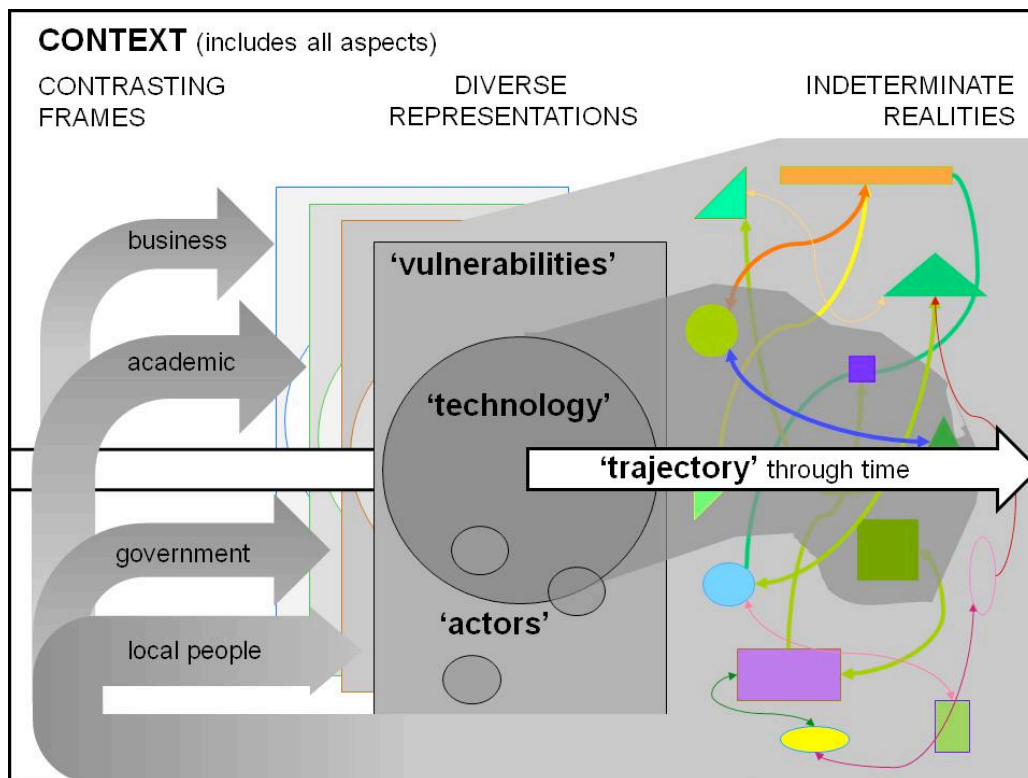 CONTEXT (includes all aspects)
CONTRASTING
FRAMES
DIVERSE
REPRESENTATIONS
INDETERMINATE
REALITIES
business
academic
government
local people
‘vulnerabilities’
‘technology’
‘trajectory’ through time
‘actors’